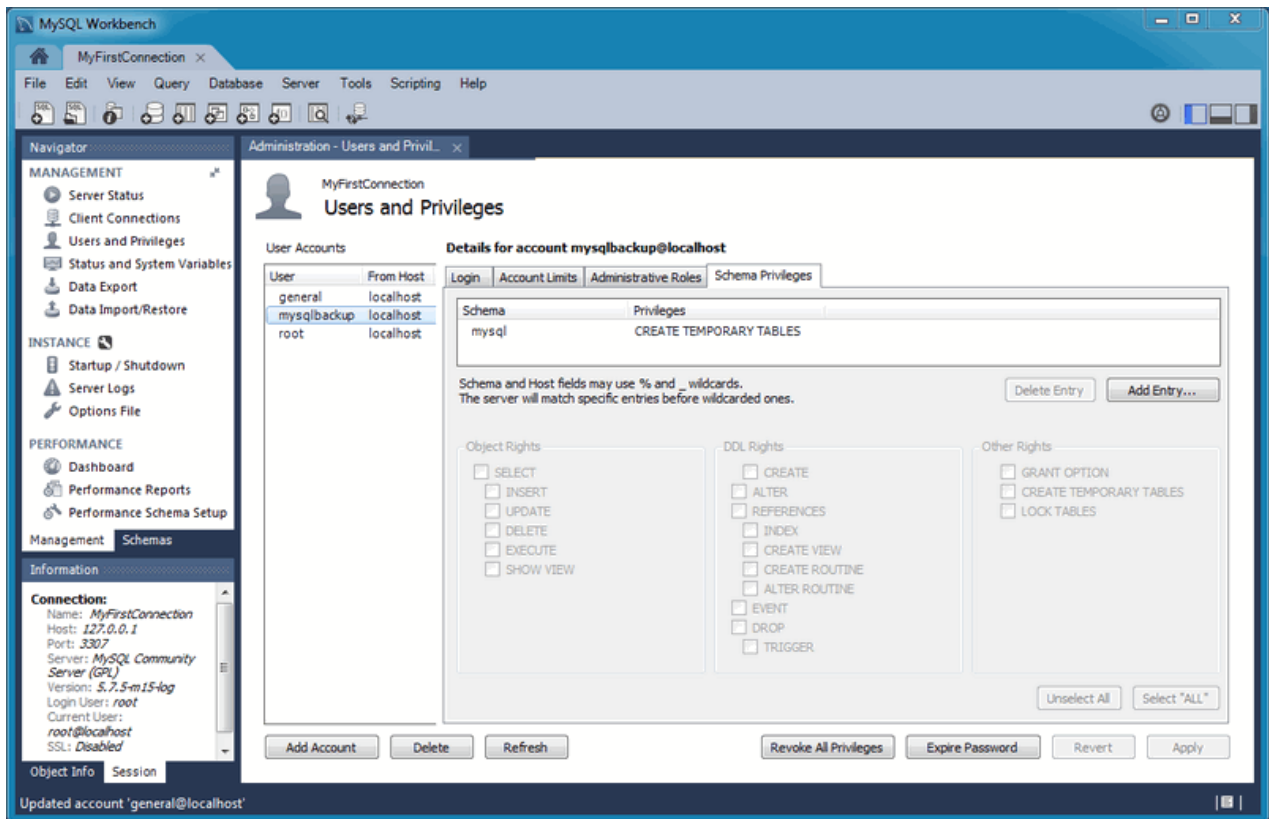 MySQL Workbench
MyFirstConnection
File Edit View Query Database Server Tools Scripting Help
Navigator
MANAGEMENT
Server Status
Client Connections
Users and Privileges
Status and System Variables
Data Export
Data Import/Restore
INSTANCE
Startup / Shutdown
Server Logs
Options File
PERFORMANCE
Dashboard
Performance Reports
Performance Schema Setup
Management Schemas
Information
Connection:
Name: MyFirstConnection
Host: 127.0.0.1
Port: 3307
Server: MySQL Community
Server (GPL)
Version: 5.7.5-m15-log
Login User: root
Current User:
root@localhost
SSL: Disabled
Object Info Session
Administration - Users and Privil...
MyFirstConnection
Users and Privileges
User Accounts
User From Host
general localhost
mysqlbackup localhost
root localhost
Details for account mysqlbackup@localhost
Login Account Limits Administrative Roles Schema Privileges
Schema Privileges
mysql CREATE TEMPORARY TABLES
Schema and Host fields may use % and _ wildcards.
The server will match specific entries before wildcarded ones.
Delete Entry Add Entry...
Object Rights
SELECT
INSERT
UPDATE
DELETE
EXECUTE
SHOW VIEW
DDL Rights
CREATE
ALTER
REFERENCES
INDEX
CREATE VIEW
CREATE ROUTINE
ALTER ROUTINE
EVENT
DROP
TRIGGER
Other Rights
GRANT OPTION
CREATE TEMPORARY TABLES
LOCK TABLES
Unselect All Select "ALL"
Add Account Delete Refresh Revoke All Privileges Expire Password Revert Apply
Updated account 'general@localhost'